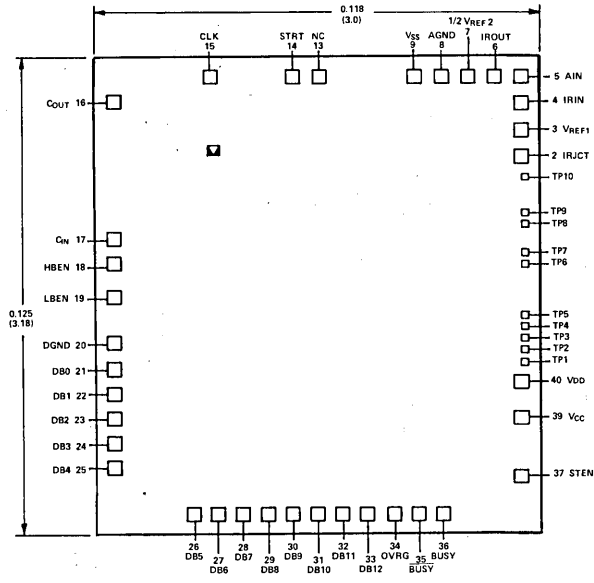 0.118
(3.0)
CLK
15
STRT
14
NC
13
VSS
9
AGND
8
1/2 VREF 2
7
IROUT
6
5 AIN
4 IRIN
3 VREF1
2 IRJCT
TP10
TP9
TP8
TP7
TP6
TP5
TP4
TP3
TP2
TP1
40 VDD
39 VCC
37 STEN
COUT 16
0.125
(3.18)
CIN 17
HBEN 18
LBEN 19
DGND 20
DB0 21
DB1 22
DB2 23
DB3 24
DB4 25
26
DB5
27
DB6
28
DB7
29
DB8
30
DB9
31
DB10
32
DB11
33
DB12
34
OVRG
35
BUSY
36
BUSY